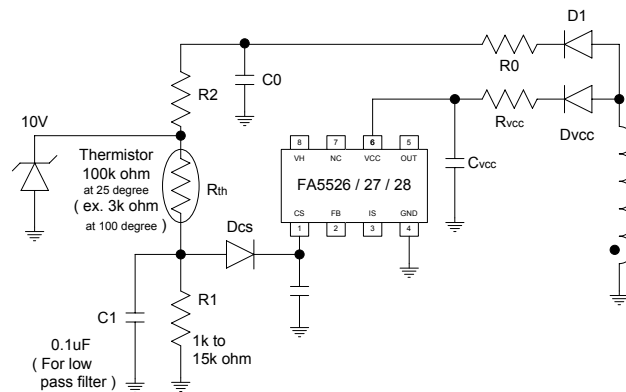 D1
R0
C0
R2
10V
Rvcc
Dvcc
8 7 6 5
VH NC VCC OUT
Thermistor
100k ohm
at 25 degree
( ex. 3k ohm
at 100 degree )
Rth
Cvcc
FA5526 / 27 / 28
CS FB IS GND
1 2 3 4
Dcs
R1
C1
1k to
15k ohm
0.1uF
( For low
pass filter )